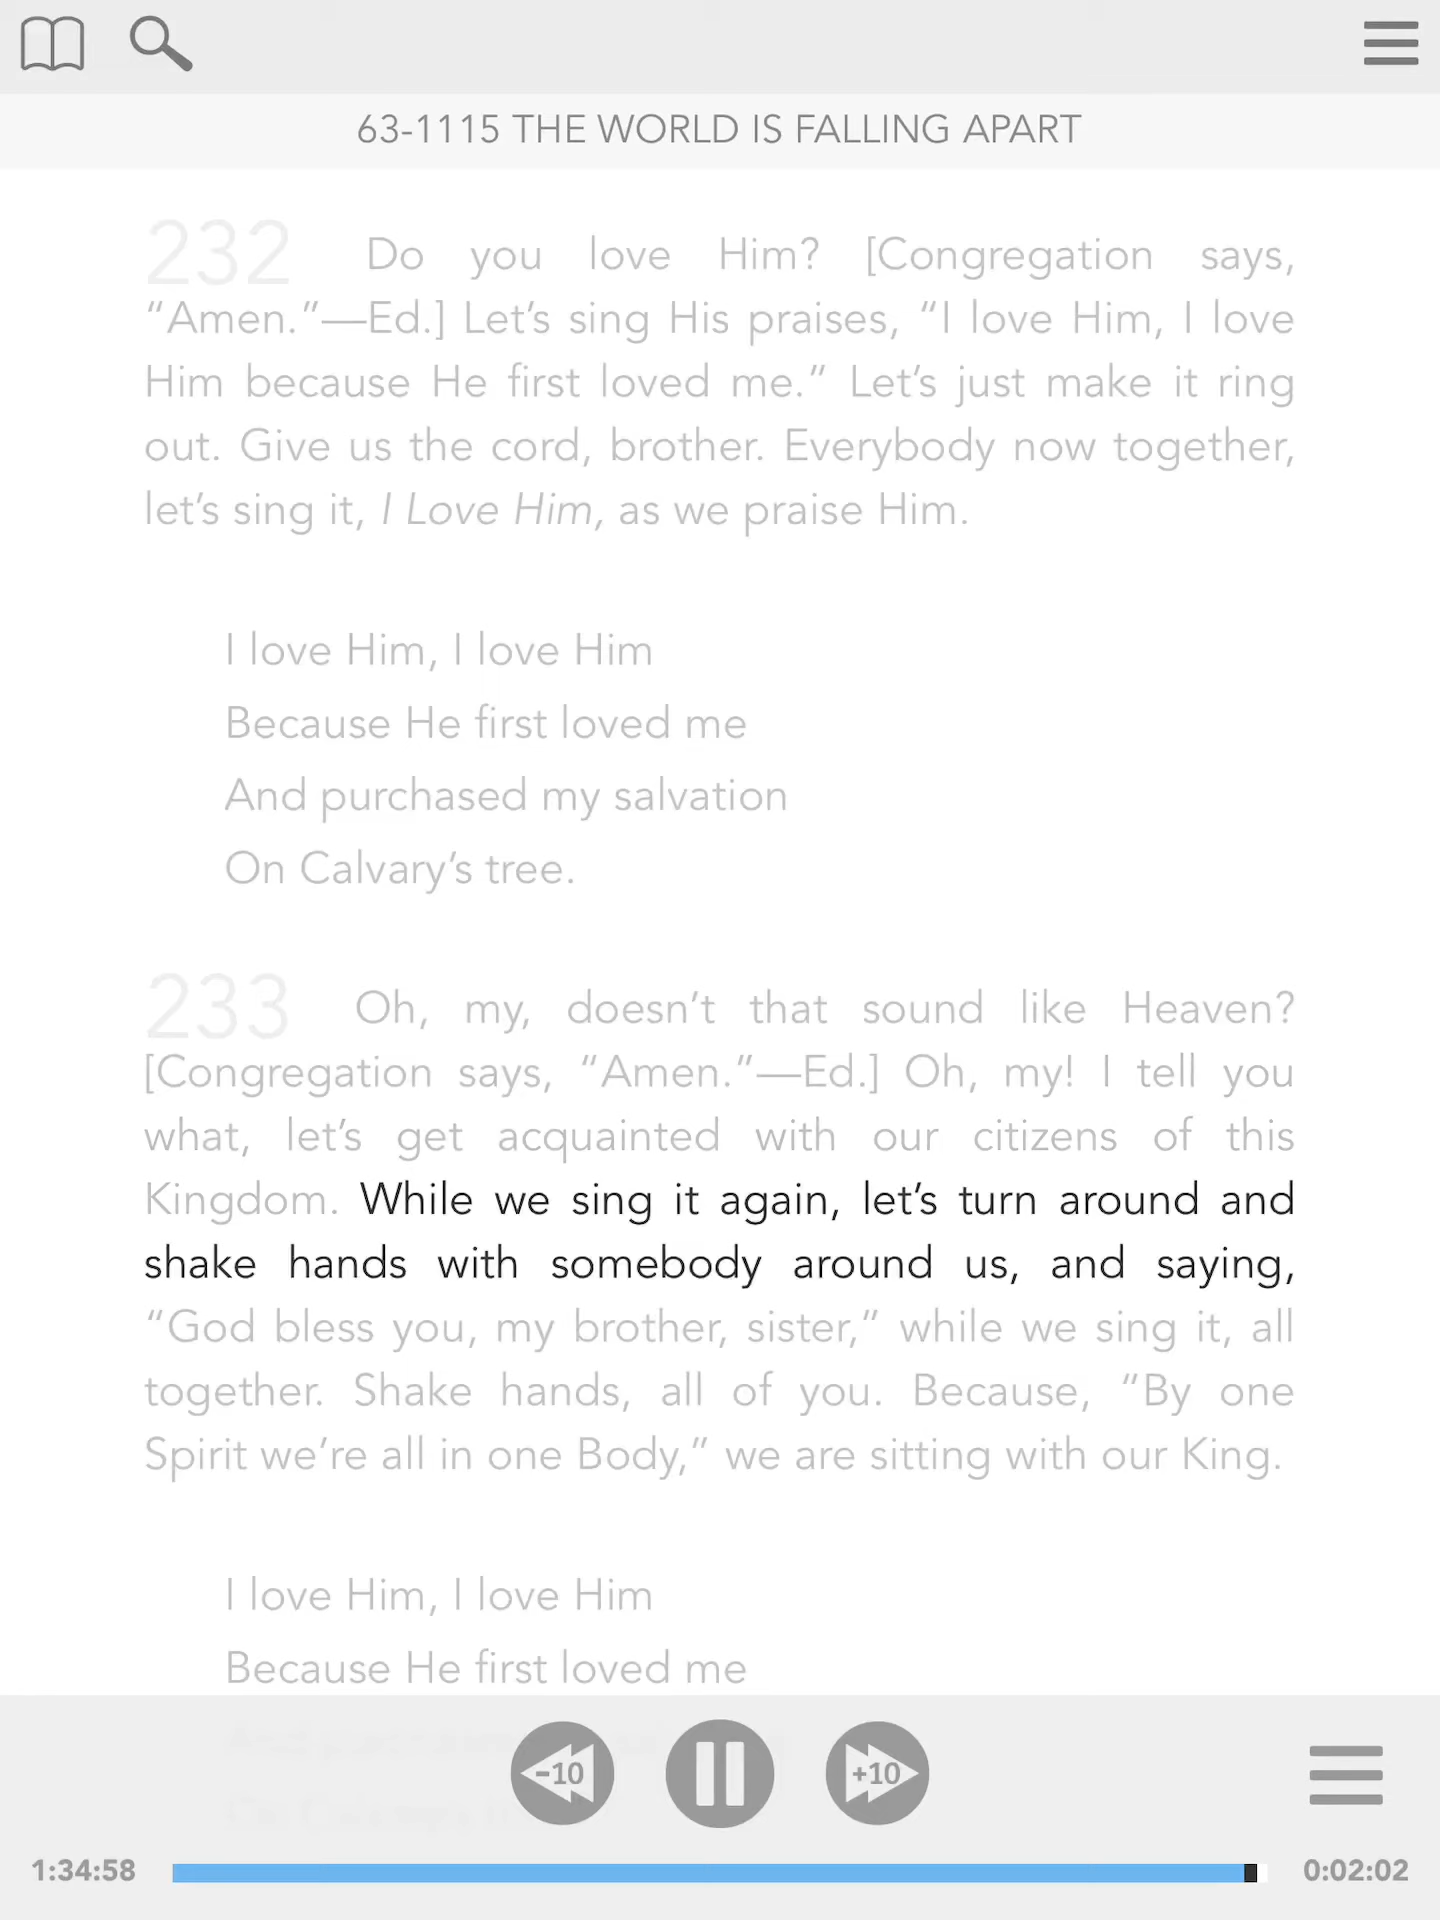 63-1115 THE WORLD IS FALLING APART
232 Do you love Him? [Congregation says,
“Amen.”—Ed.] Let’s sing His praises, “I love Him, I love
Him because He first loved me.” Let’s just make it ring
out. Give us the cord, brother. Everybody now together,
let’s sing it, I Love Him, as we praise Him.
I love Him, I love Him
Because He first loved me
And purchased my salvation
On Calvary’s tree.
233 Oh, my, doesn’t that sound like Heaven?
[Congregation says, “Amen.”—Ed.] Oh, my! I tell you
what, let’s get acquainted with our citizens of this
Kingdom. While we sing it again, let’s turn around and
shake hands with somebody around us, and saying,
“God bless you, my brother, sister,” while we sing it, all
together. Shake hands, all of you. Because, “By one
Spirit we’re all in one Body,” we are sitting with our King.
I love Him, I love Him
Because He first loved me
-10 +10
1:34:58 0:02:02